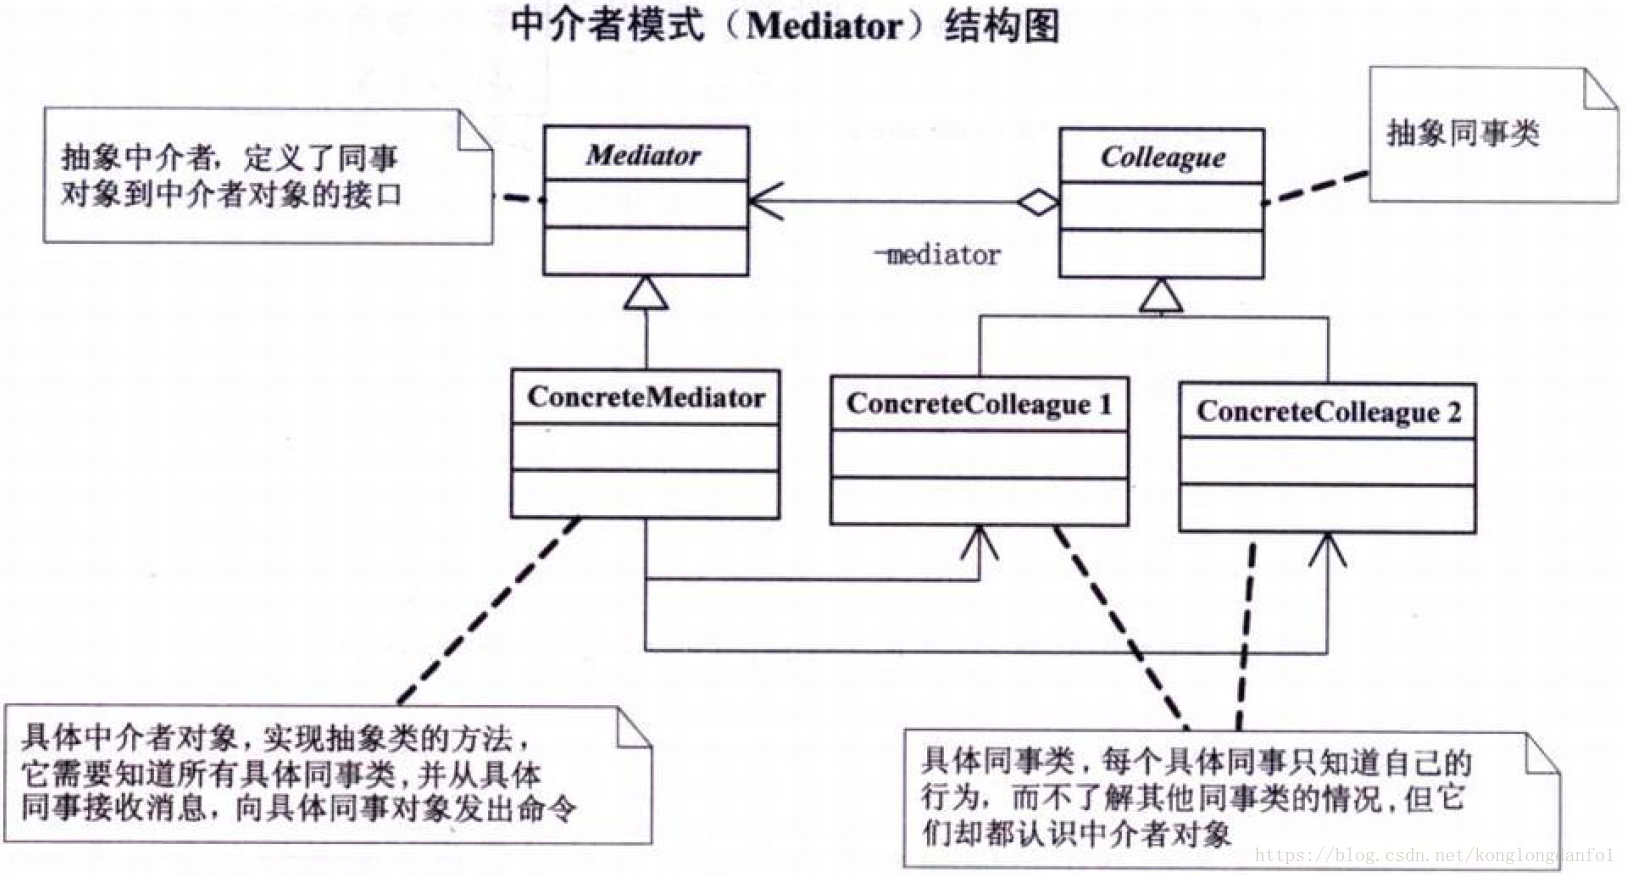 中介者模式（Mediator）结构图
抽象中介者，定义了同事
对象到中介者对象的接口
Mediator
Colleague
抽象同事类
-mediator
ConcreteMediator
ConcreteColleague 1
ConcreteColleague 2
具体中介者对象，实现抽象类的方法，
它需要知道所有具体同事类，并从具体
同事接收消息，向具体同事对象发出命令
具体同事类，每个具体同事只知道自己的
行为，而不了解其他同事类的情况，但它
们却都认识中介者对象
https://blog.csdn.net/konglongdanfo1